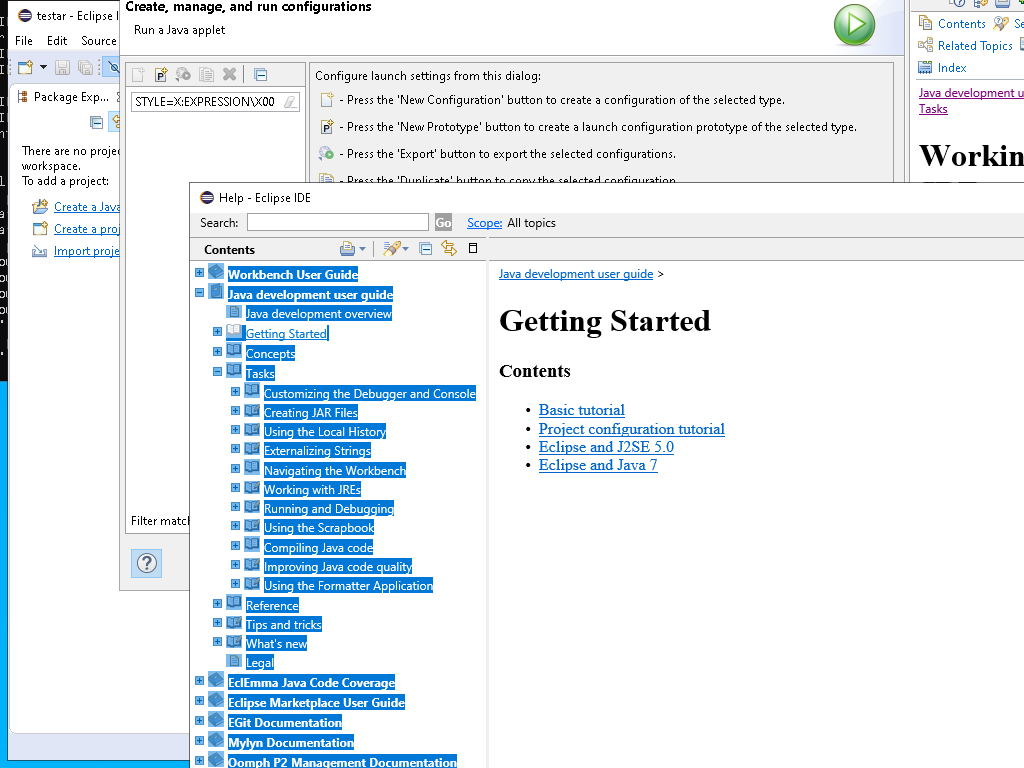 testar - Eclipse I
File Edit Source
Package Exp...
There are no proje
workspace.
To add a project:
Create a Java
Create a proj
Import proje
Create, manage, and run configurations
Run a Java applet
STYLE=X:EXPRESSION\X00
Filter match
Configure launch settings from this dialog:
- Press the 'New Configuration' button to create a configuration of the selected type.
- Press the 'New Prototype' button to create a launch configuration prototype of the selected type.
- Press the 'Export' button to export the selected configurations.
- Press the 'Duplicate' button to copy the selected configuration.
Contents Se
Related Topics
Index
Java development u
Tasks
Workin
Help - Eclipse IDE
Search: Go Scope: All topics
Contents
Workbench User Guide
Java development user guide
Java development overview
Getting Started
Concepts
Tasks
Customizing the Debugger and Console
Creating JAR Files
Using the Local History
Externalizing Strings
Navigating the Workbench
Working with JREs
Running and Debugging
Using the Scrapbook
Compiling Java code
Improving Java code quality
Using the Formatter Application
Reference
Tips and tricks
What's new
Legal
EclEmma Java Code Coverage
Eclipse Marketplace User Guide
EGit Documentation
Mylyn Documentation
Oomph P2 Management Documentation
Java development user guide >
Getting Started
Contents
• Basic tutorial
• Project configuration tutorial
• Eclipse and J2SE 5.0
• Eclipse and Java 7